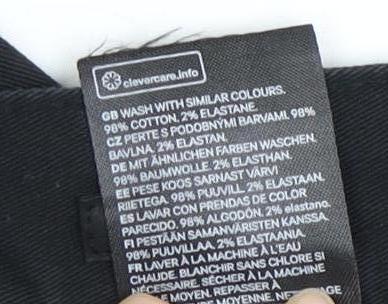 clevercare.info
GB WASH WITH SIMILAR COLOURS.
98% COTTON. 2% ELASTANE.
CZ PERTE S PODOBNÝMI BARVAMI. 98%
BAVLNA. 2% ELASTAN.
DE MIT ÄHNLICHEN FARBEN WASCHEN.
98% BAUMWOLLE. 2% ELASTHAN.
EE PESE KOOS SARNAST VÄRVI
RIIETEGA. 98% PUUVILL. 2% ELASTAAN.
ES LAVAR CON PRENDAS DE COLOR
PARECIDO. 98% ALGODÓN. 2% elastano.
FI PESTÄÄN SAMANVÄRISTEN KANSSA.
98% PUUVILLAA. 2% ELASTAANIA.
FR LAVER À LA MACHINE À L'EAU
CHAUDE. BLANCHIR SANS CHLORE SI
NÉCESSAIRE. SÉCHER À LA MACHINE
MOYEN. REPASSER À
MOYENNE.